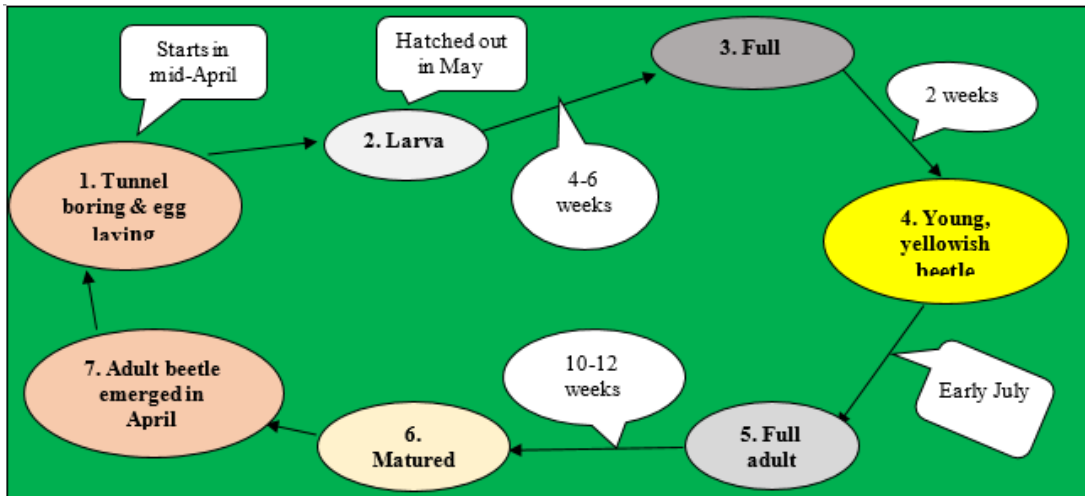 Starts in
mid-April
Hatched out
in May
3. Full
2 weeks
2. Larva
1. Tunnel
boring & egg
laving
4-6
weeks
4. Young,
yellowish
beetle
7. Adult beetle
emerged in
April
10-12
weeks
Early July
6.
Matured
5. Full
adult